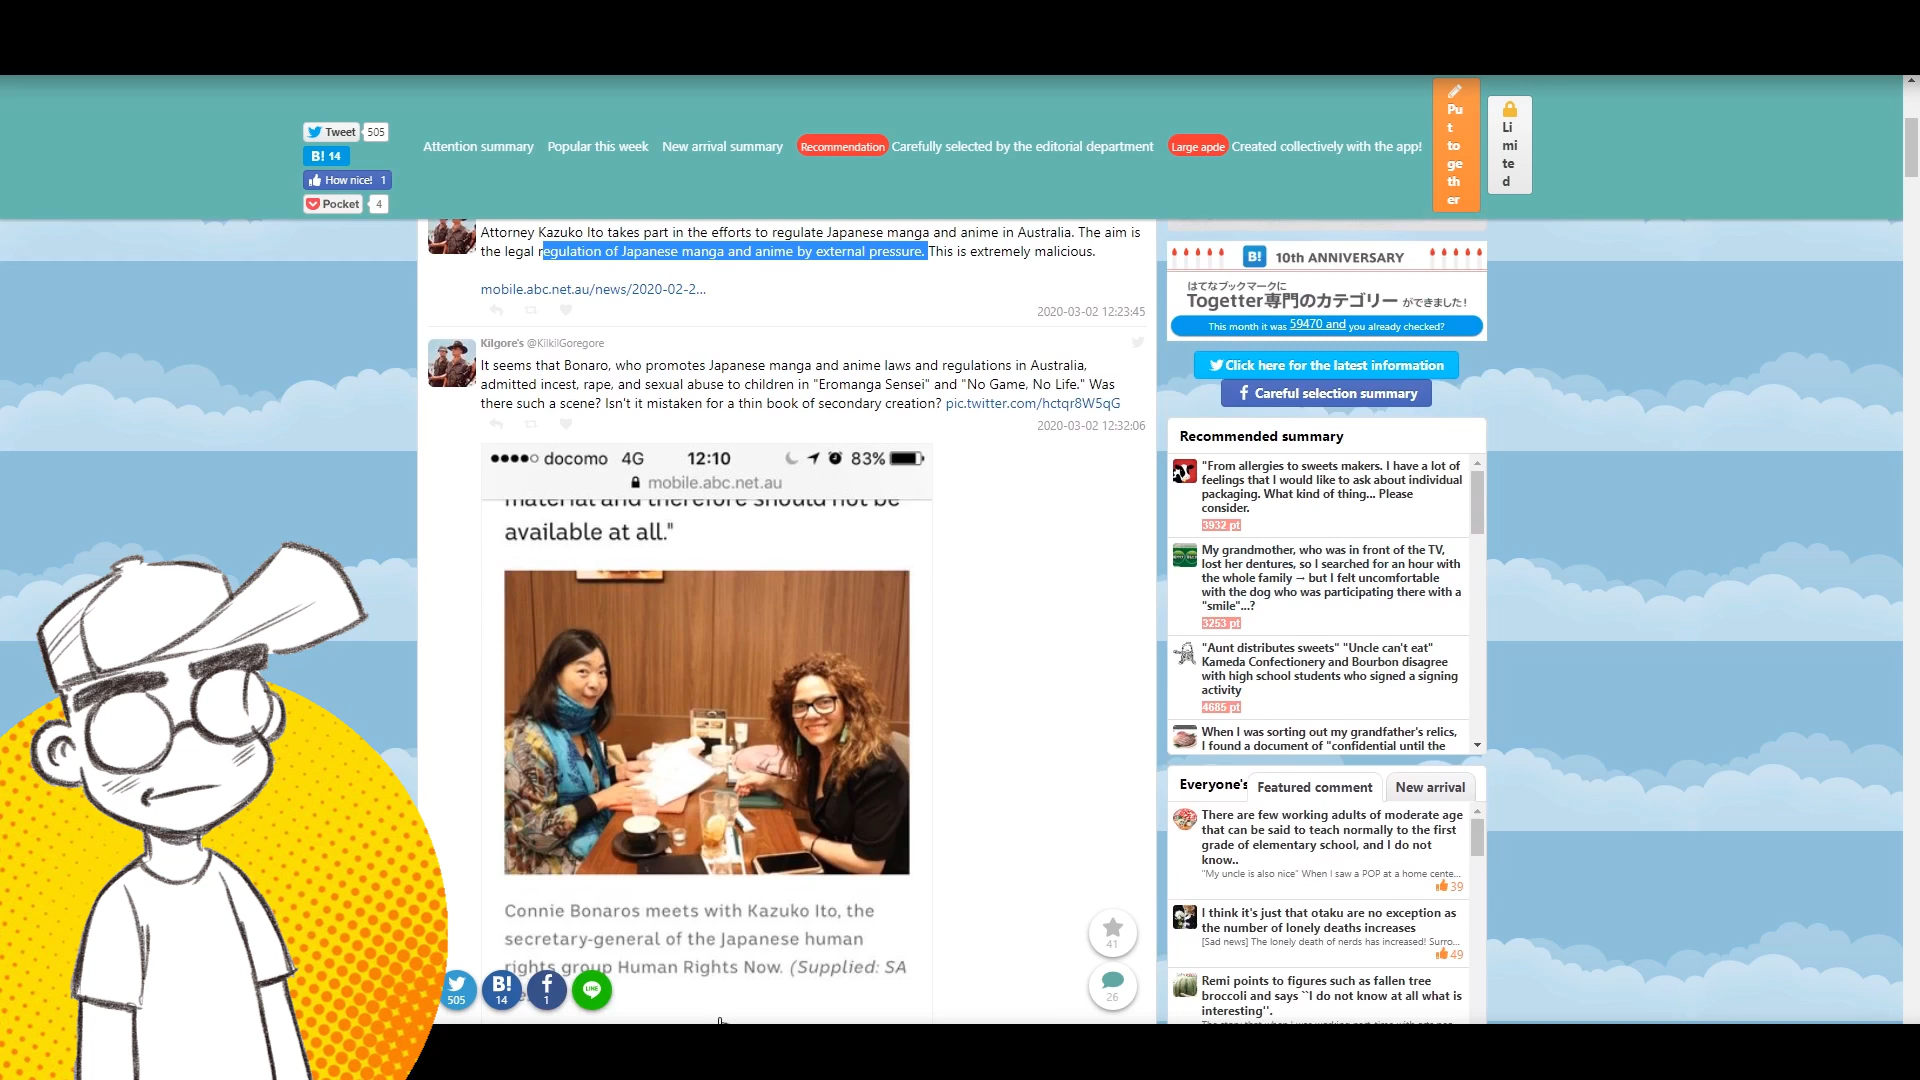 Tweet 505
B! 14
How nice! 1
Pocket 4
Attention summary
Popular this week
New arrival summary
Recommendation Carefully selected by the editorial department
Large apde Created collectively with the app!
Pu
t
to
ge
th
er
Li
mi
te
d
Attorney Kazuko Ito takes part in the efforts to regulate Japanese manga and anime in Australia. The aim is
the legal regulation of Japanese manga and anime by external pressure. This is extremely malicious.
mobile.abc.net.au/news/2020-02-2...
2020-03-02 12:23:45
Kilgore's @KilkilGoregore
It seems that Bonaro, who promotes Japanese manga and anime laws and regulations in Australia,
admitted incest, rape, and sexual abuse to children in "Eromanga Sensei" and "No Game, No Life." Was
there such a scene? Isn't it mistaken for a thin book of secondary creation? pic.twitter.com/hctqr8W5qG
2020-03-02 12:32:06
docomo 4G 12:10 83%
mobile.abc.net.au
material and therefore should not be
available at all."
Connie Bonaros meets with Kazuko Ito, the
secretary-general of the Japanese human
rights group Human Rights Now. (Supplied: SA
505
B! 14
1
LINE
41
26
B! 10th ANNIVERSARY
はてなブックマークに
Togetter専門のカテゴリー ができました!
This month it was 59470 and you already checked?
Click here for the latest information
Careful selection summary
Recommended summary
"From allergies to sweets makers. I have a lot of
feelings that I would like to ask about individual
packaging. What kind of thing... Please
consider.
3932 pt
My grandmother, who was in front of the TV,
lost her dentures, so I searched for an hour with
the whole family → but I felt uncomfortable
with the dog who was participating there with a
"smile"...?
3253 pt
"Aunt distributes sweets" "Uncle can't eat"
Kameda Confectionery and Bourbon disagree
with high school students who signed a signing
activity
4685 pt
When I was sorting out my grandfather's relics,
I found a document of "confidential until the
Everyone's
Featured comment
New arrival
There are few working adults of moderate age
that can be said to teach normally to the first
grade of elementary school, and I do not
know..
"My uncle is also nice" When I saw a POP at a home cente...
39
I think it's just that otaku are no exception as
the number of lonely deaths increases
[Sad news] The lonely death of nerds has increased! Surro...
49
Remi points to figures such as fallen tree
broccoli and says ``I do not know at all what is
interesting''.